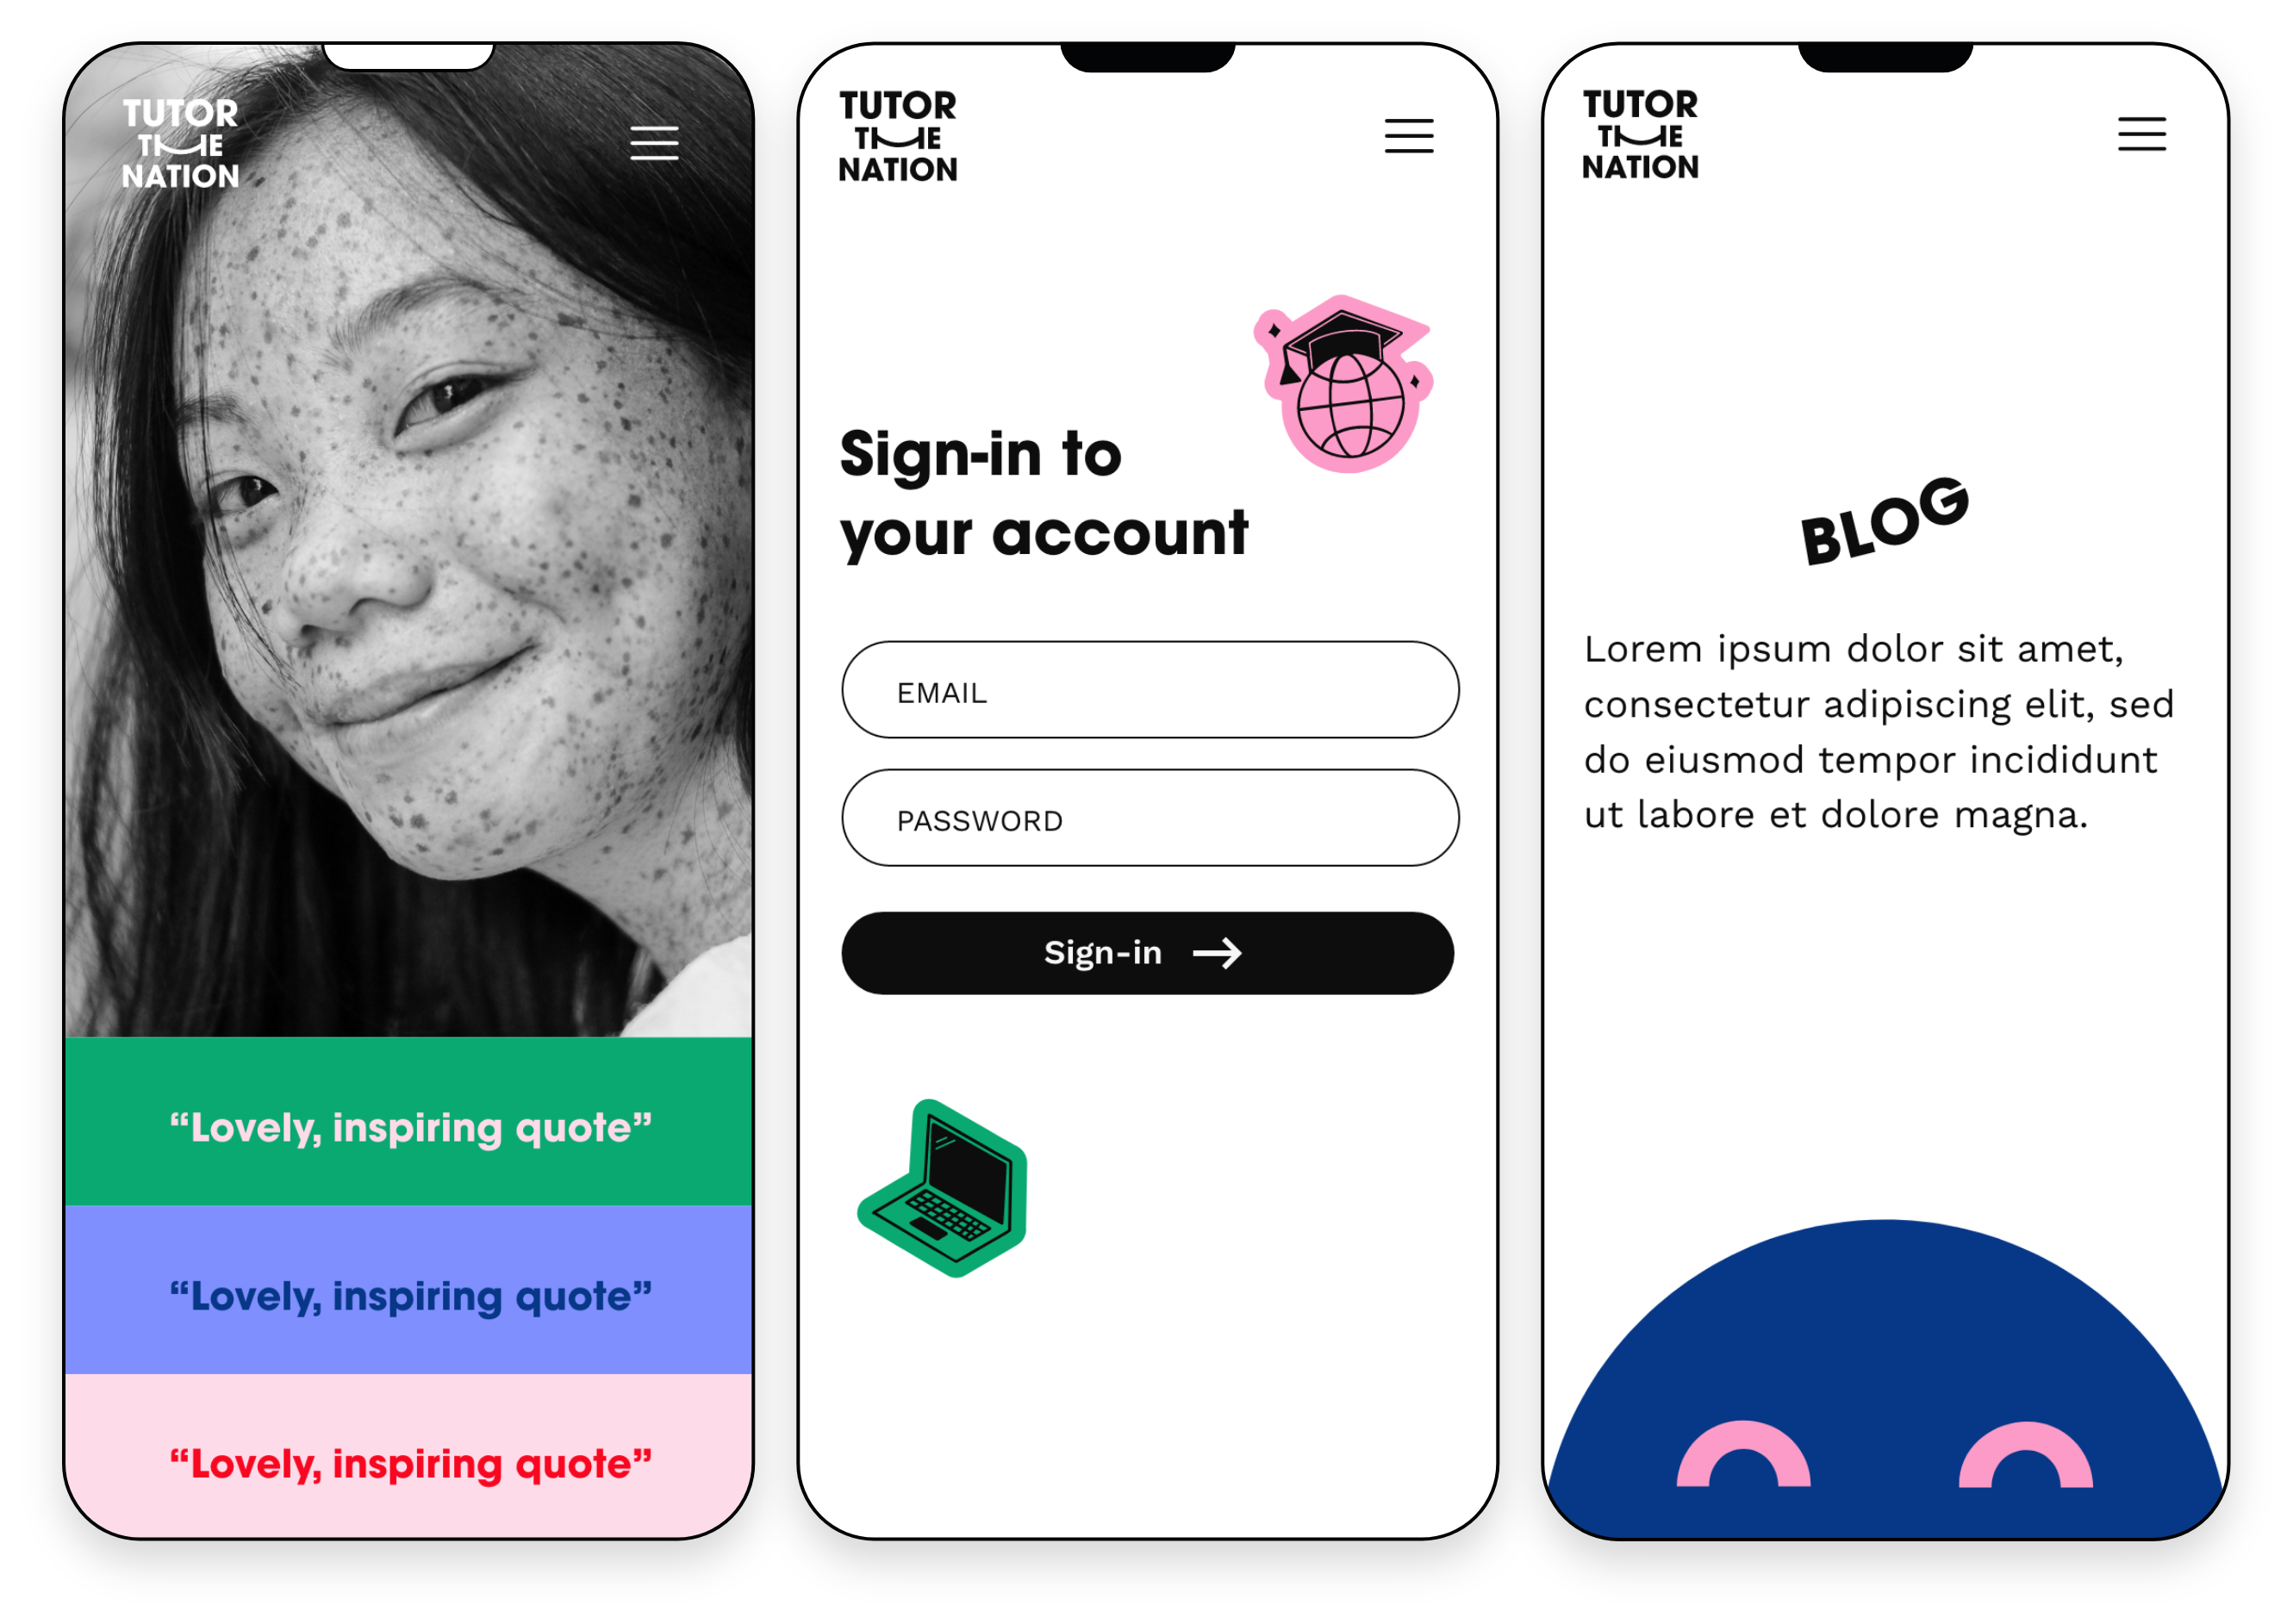 TUTOR
THE
NATION
“Lovely, inspiring quote”
“Lovely, inspiring quote”
“Lovely, inspiring quote”
TUTOR
THE
NATION
Sign-in to
your account
EMAIL
PASSWORD
Sign-in
TUTOR
THE
NATION
BLOG
Lorem ipsum dolor sit amet,
consectetur adipiscing elit, sed
do eiusmod tempor incididunt
ut labore et dolore magna.